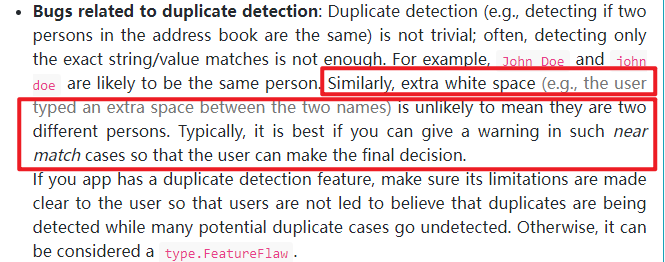 • Bugs related to duplicate detection: Duplicate detection (e.g., detecting if two
persons in the address book are the same) is not trivial; often, detecting only
the exact string/value matches is not enough. For example, John Doe and john
doe are likely to be the same person. Similarly, extra white space (e.g., the user
typed an extra space between the two names) is unlikely to mean they are two
different persons. Typically, it is best if you can give a warning in such near
match cases so that the user can make the final decision.
If you app has a duplicate detection feature, make sure its limitations are made
clear to the user so that users are not led to believe that duplicates are being
detected while many potential duplicate cases go undetected. Otherwise, it can
be considered a type.FeatureFlaw.